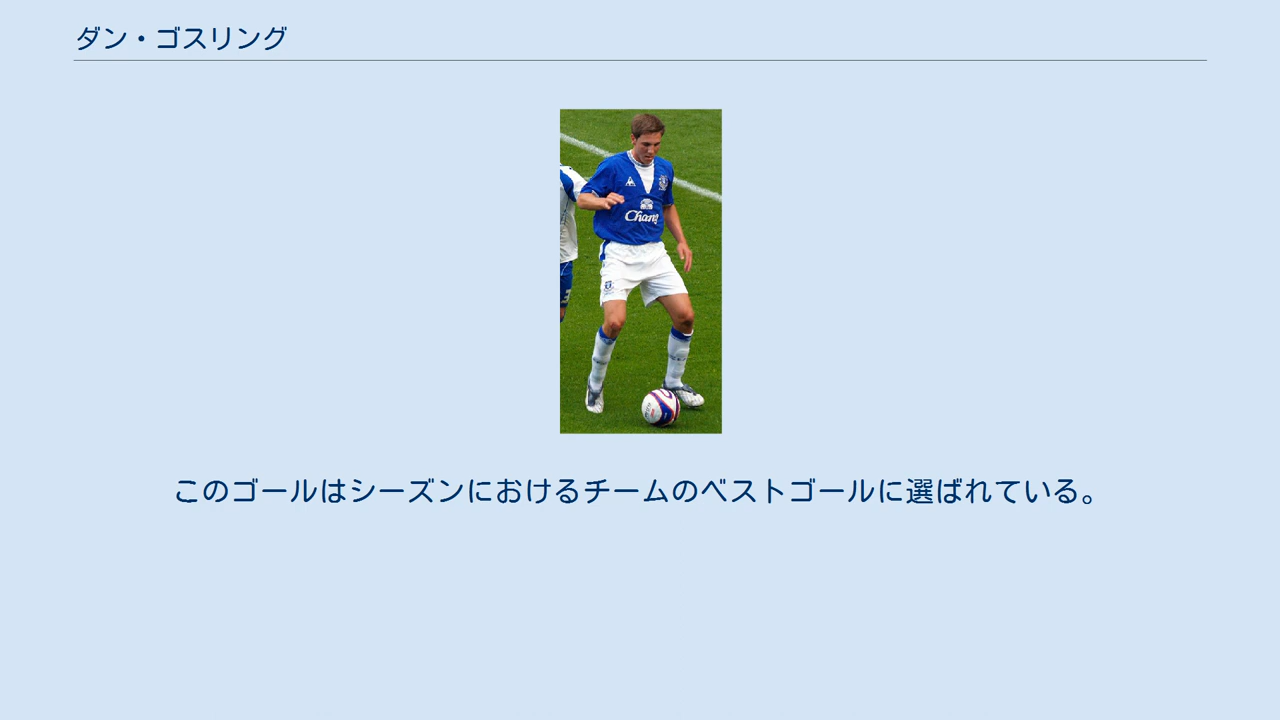 ダン・ゴスリング
Chang
このゴールはシーズンにおけるチームのベストゴールに選ばれている。